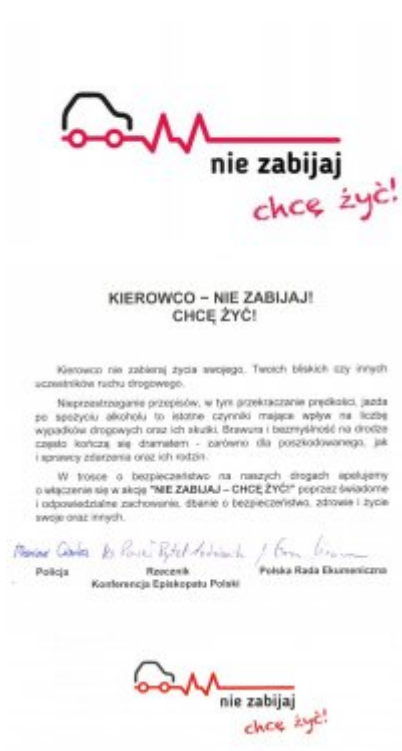 nie zabijaj
chcę żyć!
KIEROWCO – NIE ZABIJAJ!
CHCĘ ŻYĆ!
Kierowco nie zabieraj życia swojego, Twoich bliskich czy innych
uczestników ruchu drogowego.
Nieprzestrzeganie przepisów, w tym przekraczanie prędkości, jazda
po spożyciu alkoholu to istotne czynniki mające wpływ na liczbę
wypadków drogowych oraz ich skutki. Brawura i bezmyślność na drodze
często kończą się dramatem - zarówno dla poszkodowanego, jak
i sprawcy zdarzenia oraz ich rodzin.
W trosce o bezpieczeństwo na naszych drogach apelujemy
o włączenie się w akcję "NIE ZABIJAJ – CHCĘ ŻYĆ!" poprzez świadome
i odpowiedzialne zachowanie, dbanie o bezpieczeństwo, zdrowie i życie
swoje oraz innych.
Policja Rzecznik Polska Rada Ekumeniczna
Konferencja Episkopatu Polski
nie zabijaj
chcę żyć!